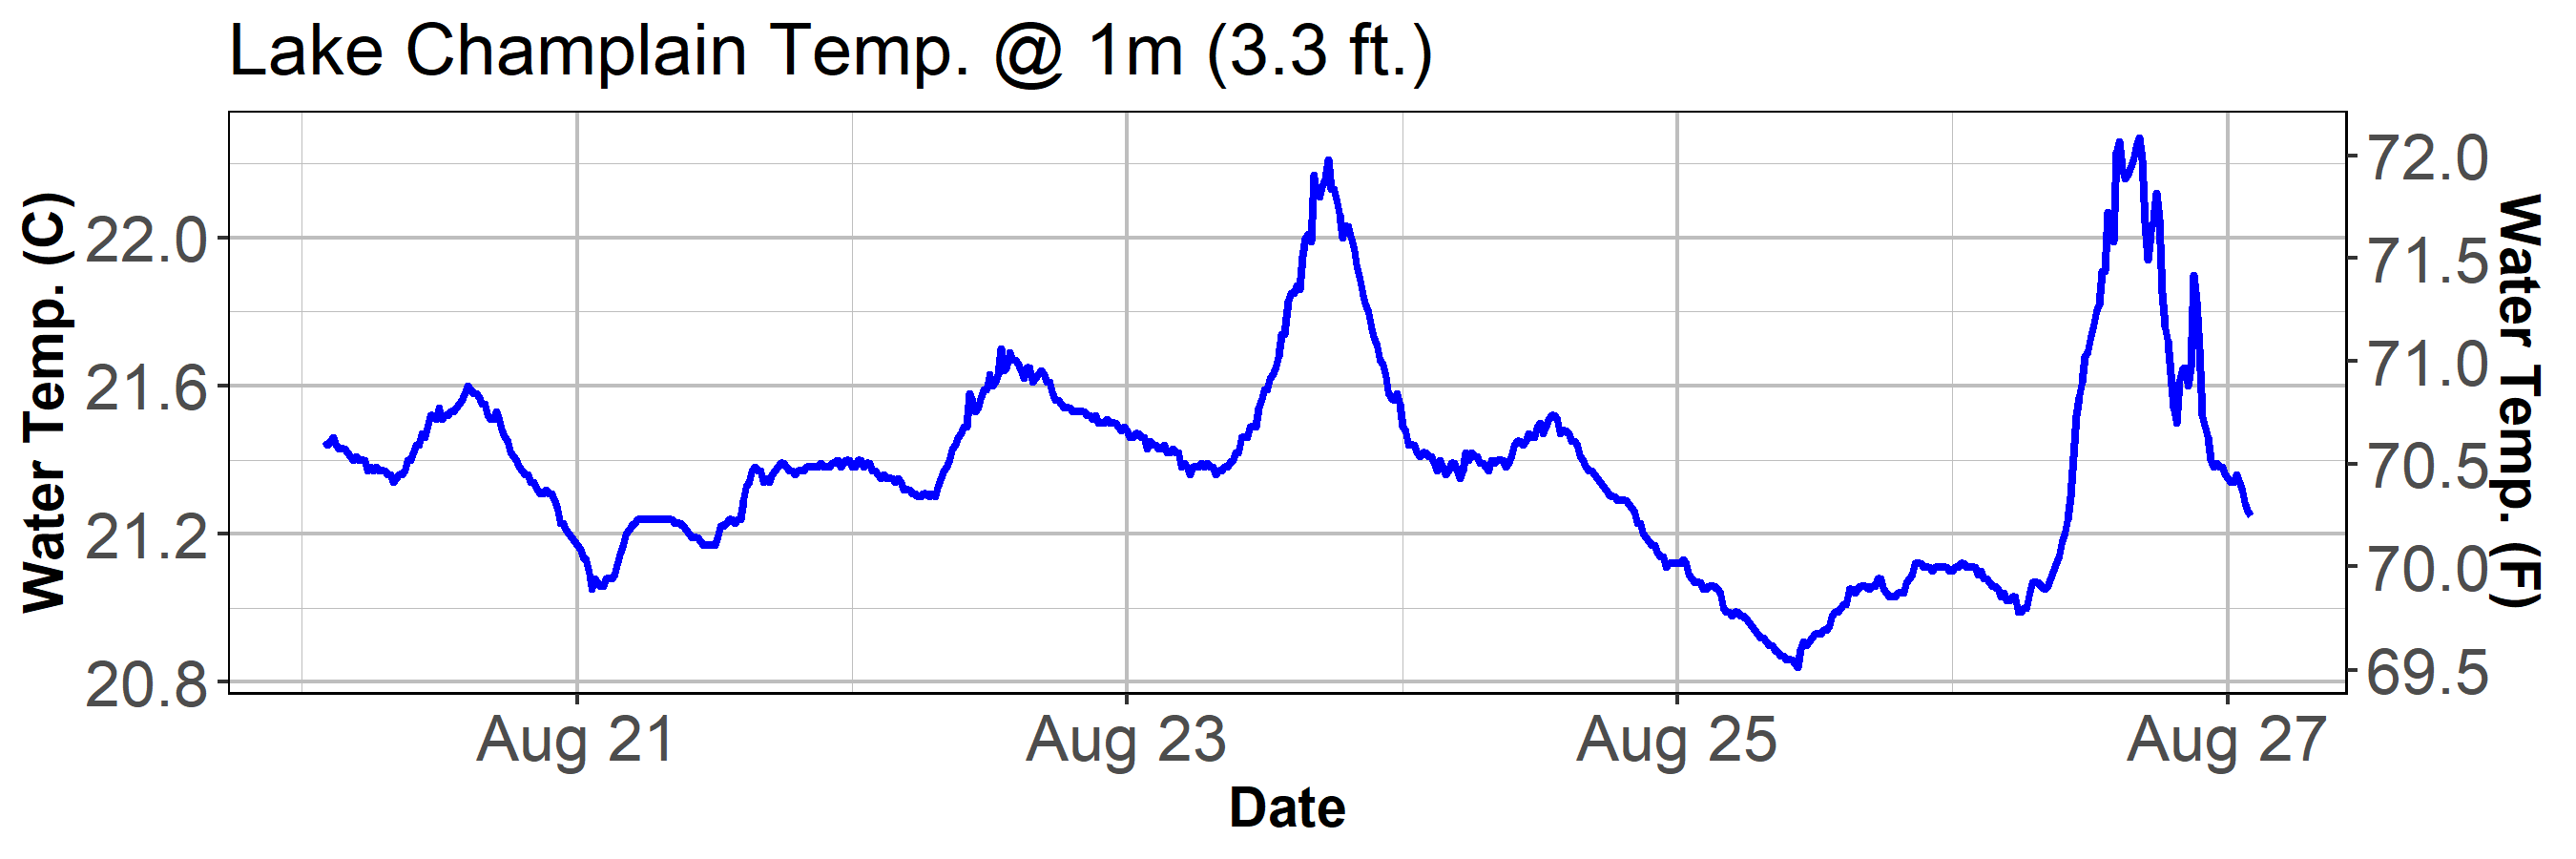 Lake Champlain Temp. @ 1m (3.3 ft.)
Water Temp. (C)
22.0
21.6
21.2
20.8
72.0
71.5
71.0
70.5
70.0
69.5
Water Temp. (F)
Aug 21
Aug 23
Aug 25
Aug 27
Date